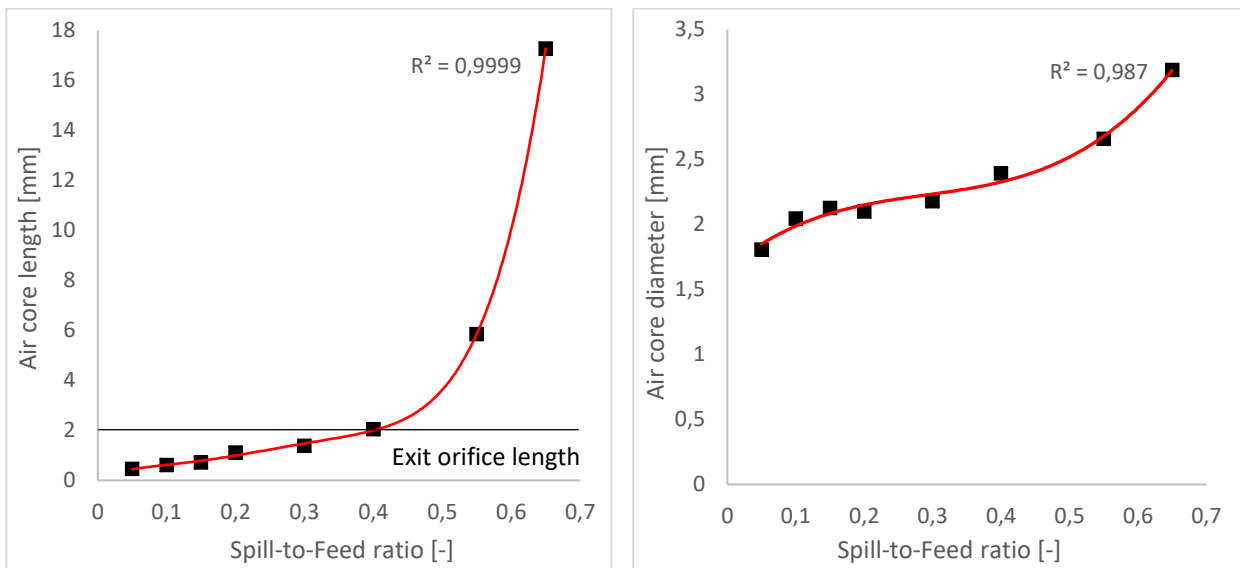 Air core length [mm]
18
16
14
12
10
8
6
4
2
0
R² = 0,9999
Exit orifice length
0 0,1 0,2 0,3 0,4 0,5 0,6 0,7
Spill-to-Feed ratio [-]
Air core diameter [mm]
3,5
3
2,5
2
1,5
1
0,5
0
R² = 0,987
0 0,1 0,2 0,3 0,4 0,5 0,6 0,7
Spill-to-Feed ratio [-]